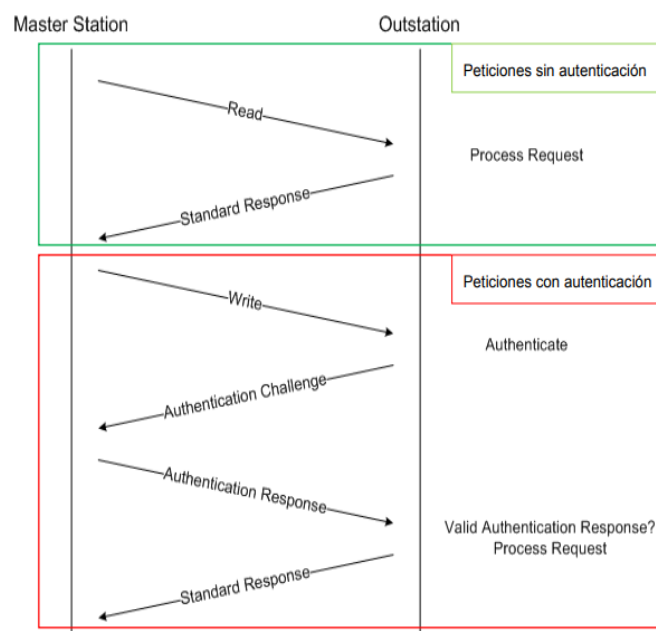 Master Station
Outstation
Peticiones sin autenticación
Read
Process Request
Standard Response
Peticiones con autenticación
Write
Authenticate
Authentication Challenge
Authentication Response
Valid Authentication Response?
Process Request
Standard Response